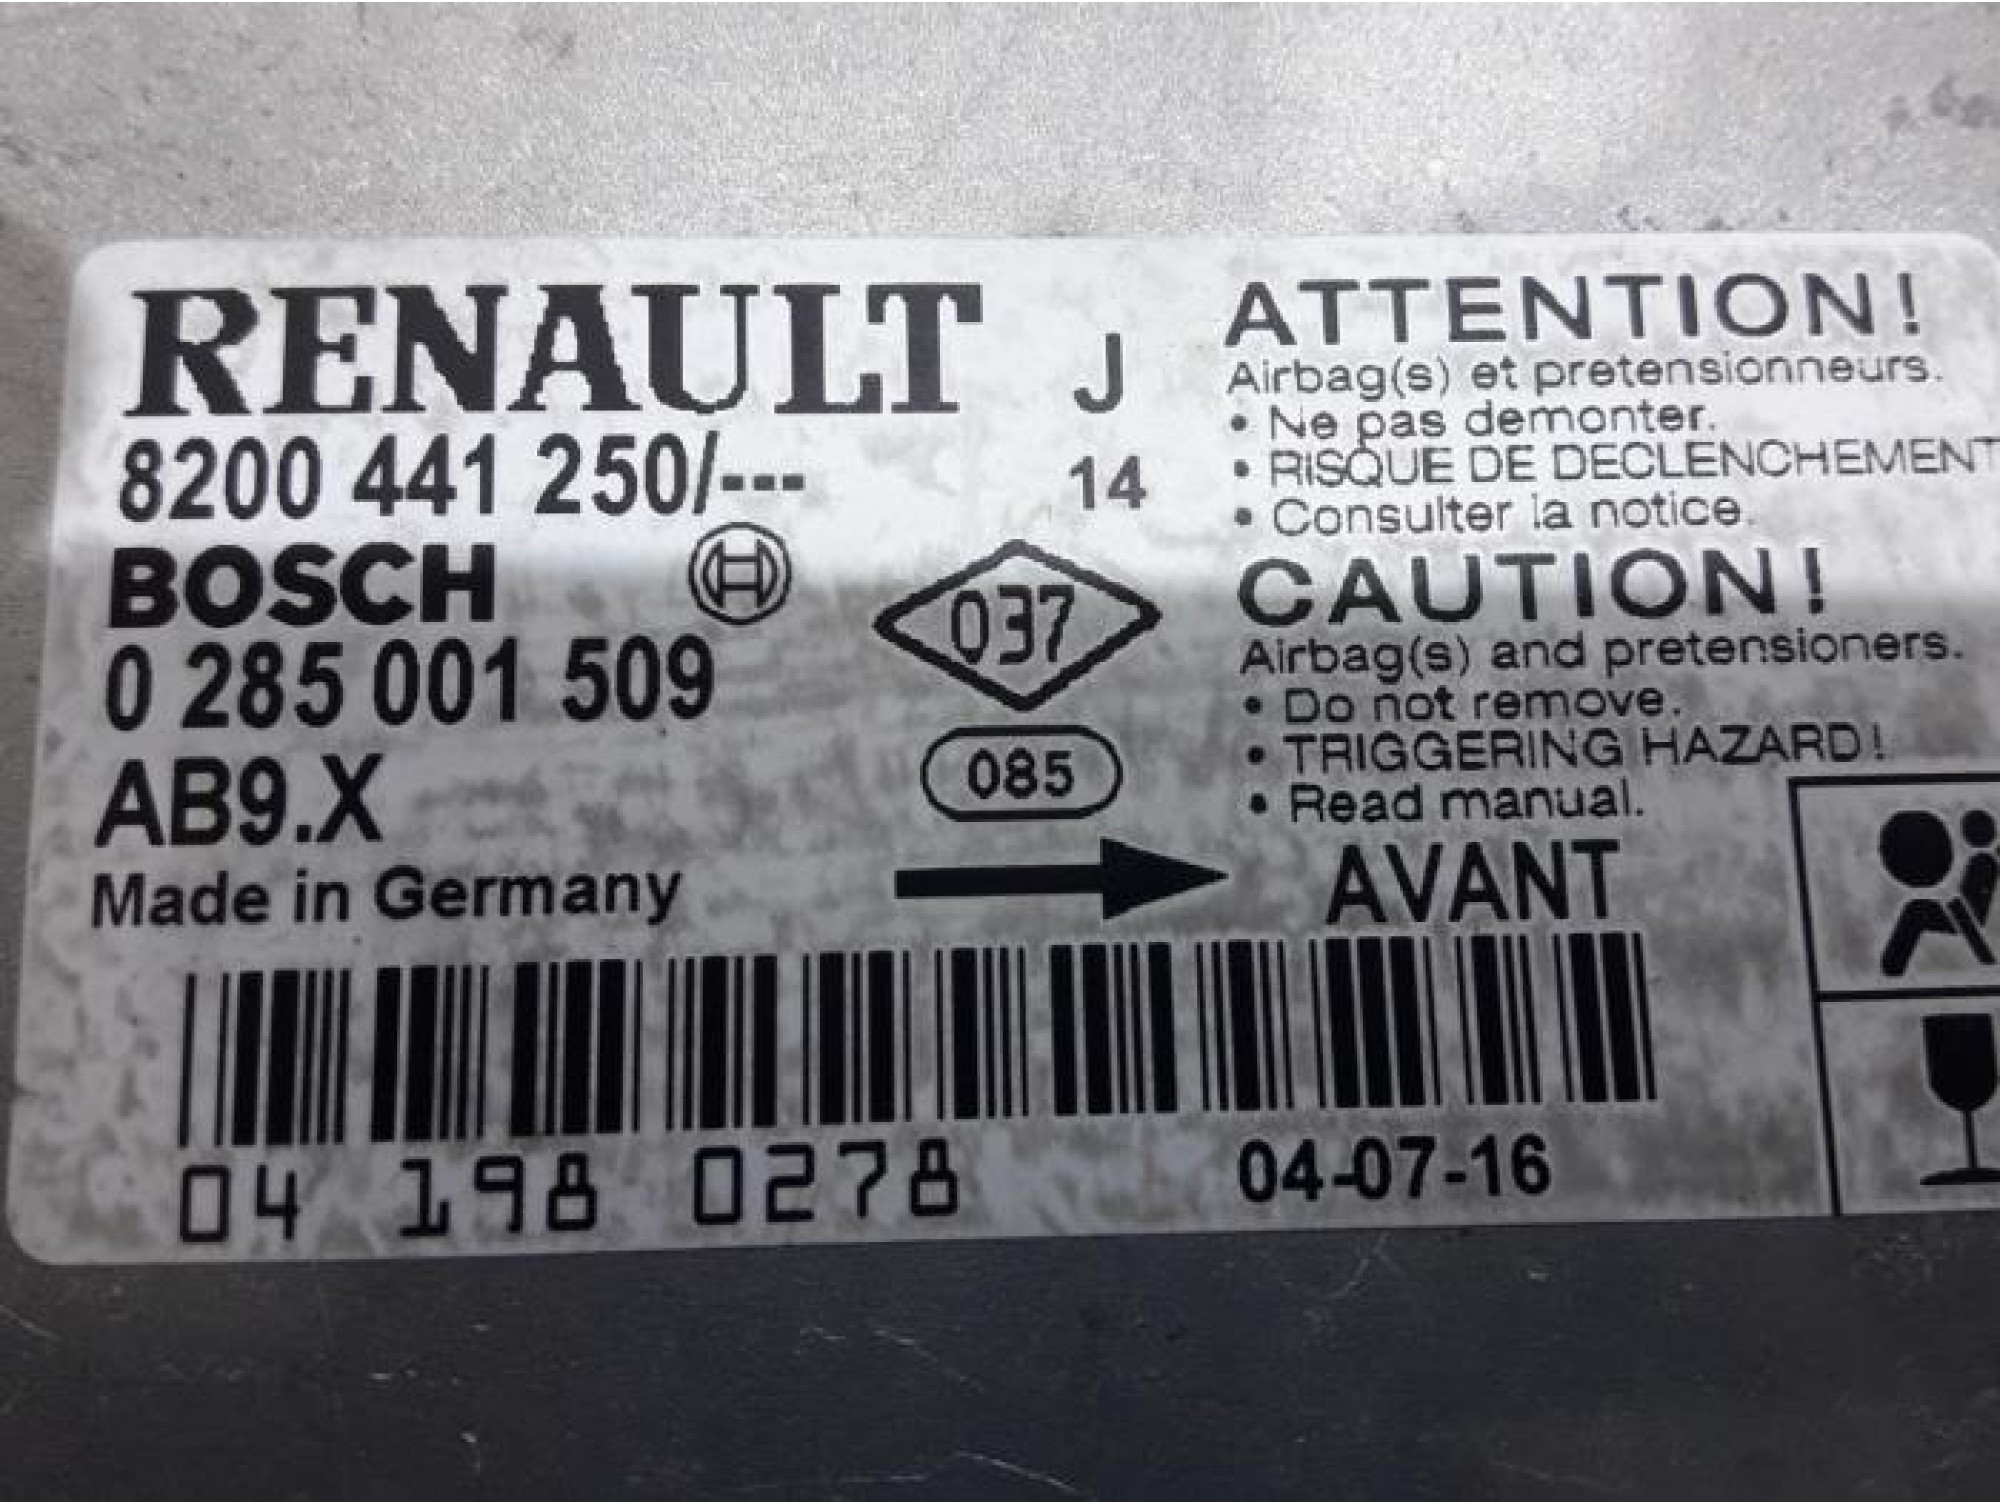 RENAULT
J
8200 441 250/---
14
BOSCH
037
0 285 001 509
085
AB9.X
Made in Germany
ATTENTION!
Airbag(s) et pretensionneurs.
• Ne pas demonter.
• RISQUE DE DECLENCHEMENT
• Consulter la notice.
CAUTION!
Airbag(s) and pretensioners.
• Do not remove.
• TRIGGERING HAZARD!
• Read manual.
AVANT
04 198 0278
04-07-16